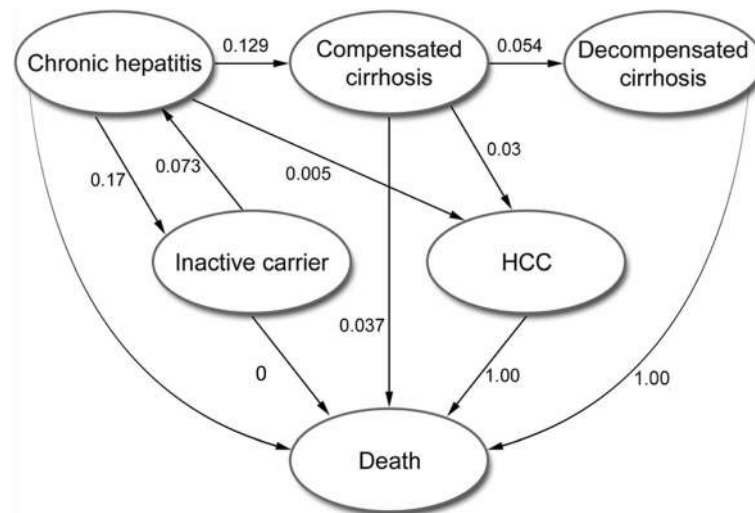 Chronic hepatitis
0.129
Compensated
cirrhosis
0.054
Decompensated
cirrhosis
0.17
0.073
0.005
0.03
Inactive carrier
HCC
0.037
0
1.00
1.00
Death